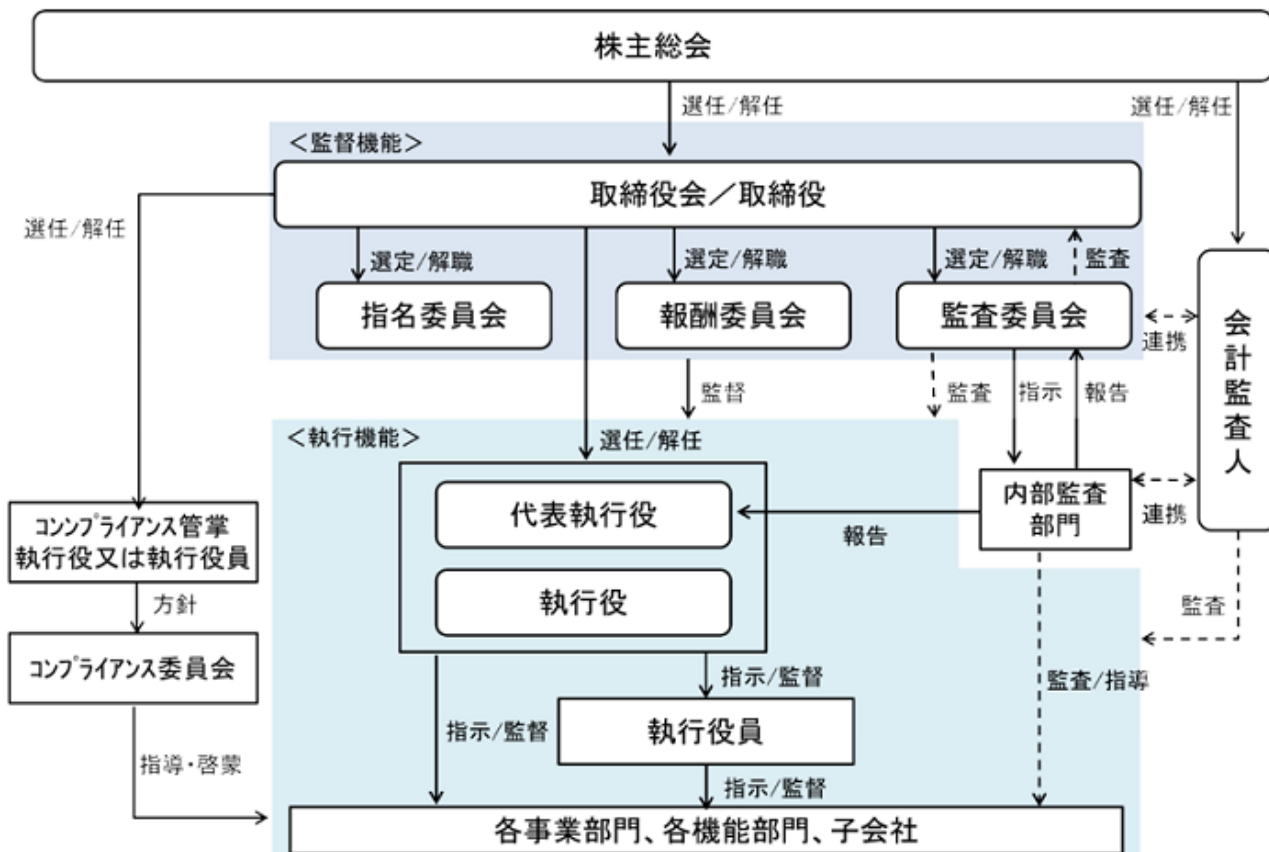 株主総会
選任/解任
選任/解任
＜監督機能＞
取締役会／取締役
選任/解任
選定/解職
選定/解職
選定/解職
監査
指名委員会
報酬委員会
監査委員会
連携
会計監査人
監督
監査
指示
報告
＜執行機能＞
選任/解任
代表執行役
内部監査
部門
連携
報告
コンンプライアンス管掌
執行役又は執行役員
執行役
方針
監査
コンプライアンス委員会
指示/監督
監査/指導
指示/監督
執行役員
指導・啓蒙
指示/監督
各事業部門、各機能部門、子会社